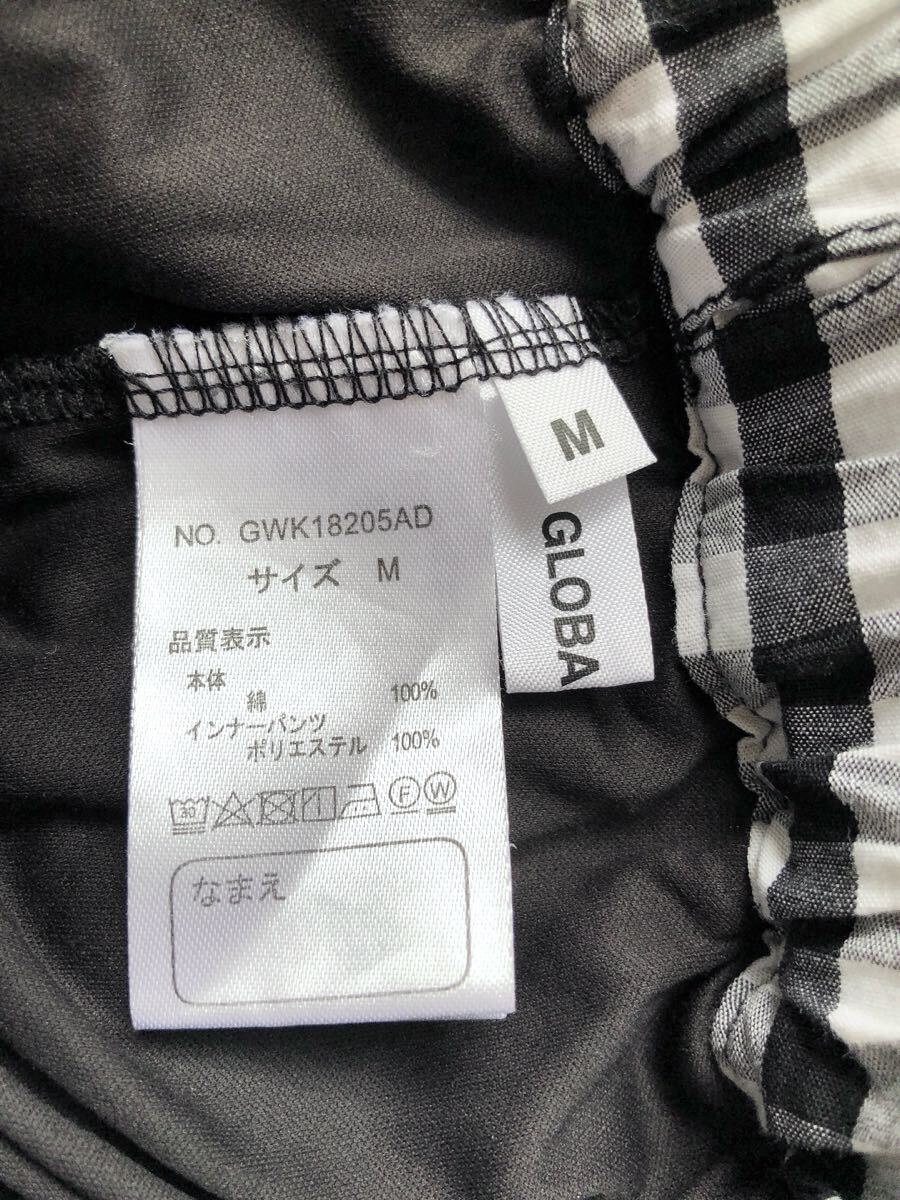 M
GLOBA
NO. GWK18205AD
サイズ M
品質表示
本体
綿 100%
インナーパンツ
ポリエステル 100%
30 F W
なまえ